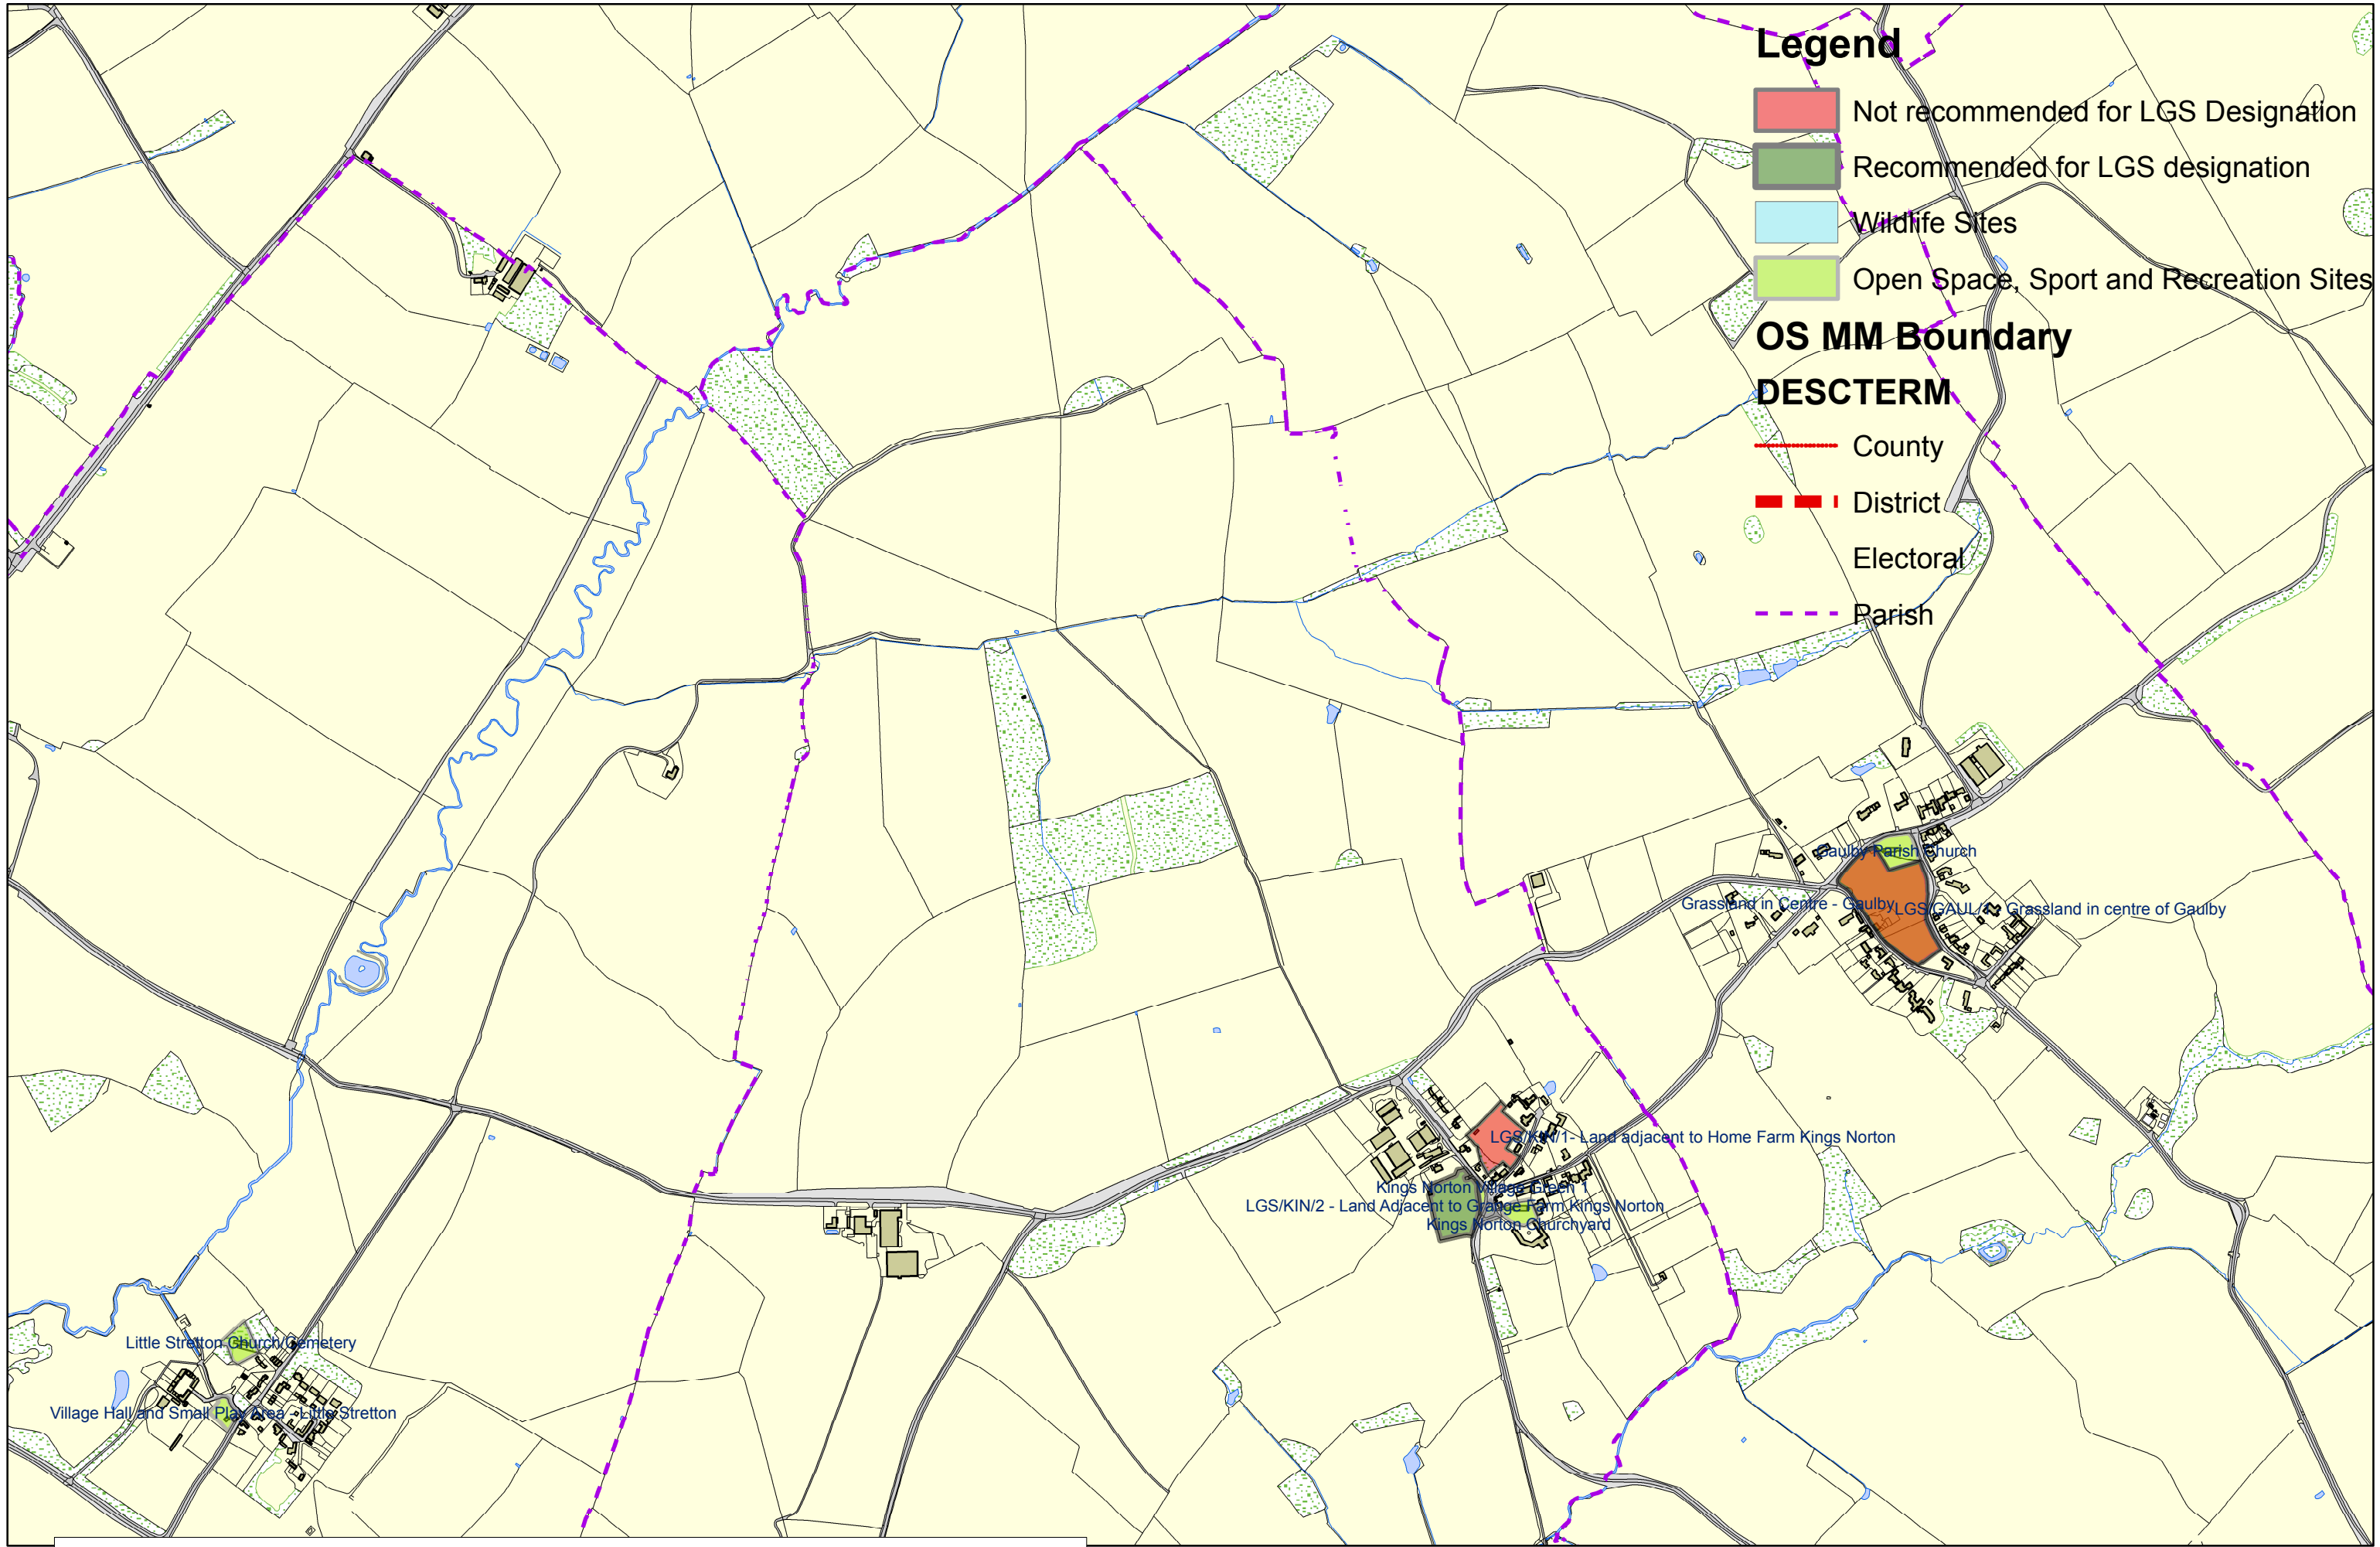 Legend
Not recommended for LGS Designation
Recommended for LGS designation
Wildlife Sites
Open Space, Sport and Recreation Sites
OS MM Boundary
DESCTERM
County
District
Electoral
Parish
Gaulby Parish Church
Grassland in Centre - Gaulby
LGS/GAUL/1 - Grassland in centre of Gaulby
LGS/KIN/1- Land adjacent to Home Farm Kings Norton
Kings Norton Village Green 1
LGS/KIN/2 - Land Adjacent to Grange Farm Kings Norton
Kings Norton Churchyard
Little Stretton Church/Cemetery
Village Hall and Small Play Area - Little Stretton